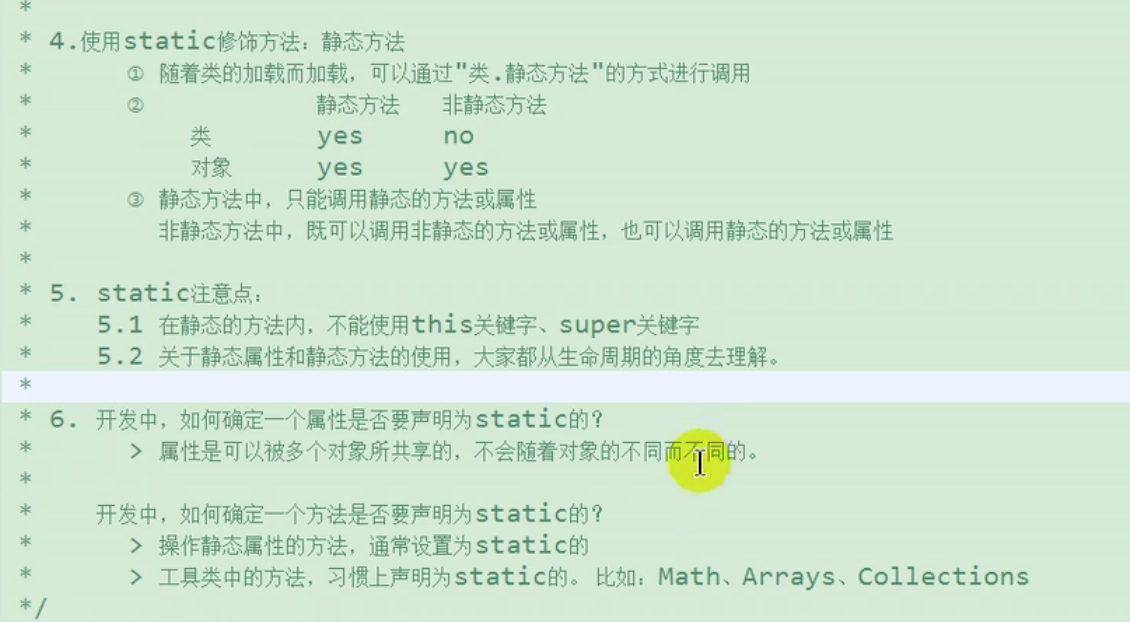 *
* 4.使用static修饰方法：静态方法
* ① 随着类的加载而加载，可以通过"类.静态方法"的方式进行调用
* ② 静态方法 非静态方法
* 类 yes no
* 对象 yes yes
* ③ 静态方法中，只能调用静态的方法或属性
* 非静态方法中，既可以调用非静态的方法或属性，也可以调用静态的方法或属性
*
* 5. static注意点：
* 5.1 在静态的方法内，不能使用this关键字、super关键字
* 5.2 关于静态属性和静态方法的使用，大家都从生命周期的角度去理解。
*
* 6. 开发中，如何确定一个属性是否要声明为static的？
* > 属性是可以被多个对象所共享的，不会随着对象的不同而不同的。
*
* 开发中，如何确定一个方法是否要声明为static的？
* > 操作静态属性的方法，通常设置为static的
* > 工具类中的方法，习惯上声明为static的。 比如：Math、Arrays、Collections
*/